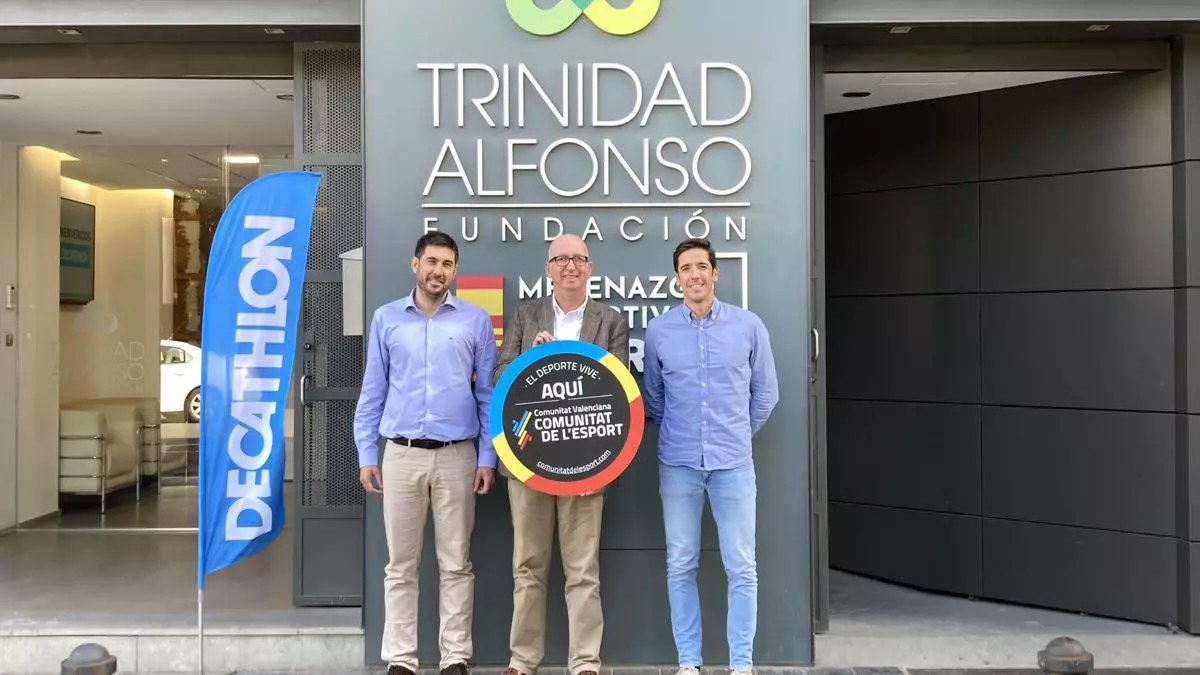 TRINIDAD
ALFONSO
FUNDACIÓN
DECATHLON
EL DEPORTE VIVE
AQUÍ
Comunitat Valenciana
COMUNITAT
DE L'ESPORT
comunitatdelesport.com